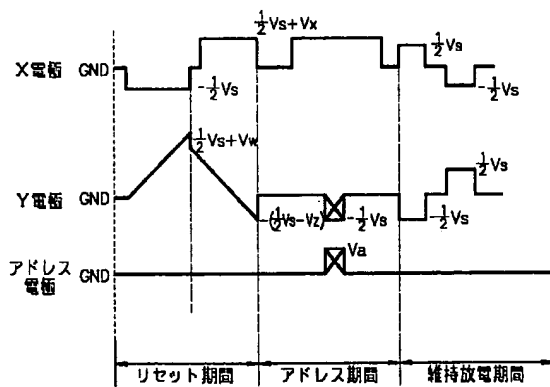 ½Vs+Vx
X電極 GND
½Vs
-½Vs
-½Vs
½Vs+Vw
½Vs
Y電極 GND
-(½Vs-Vz)
-½Vs
-½Vs
Va
アドレス電極 GND
リセット期間 アドレス期間 維持放電期間